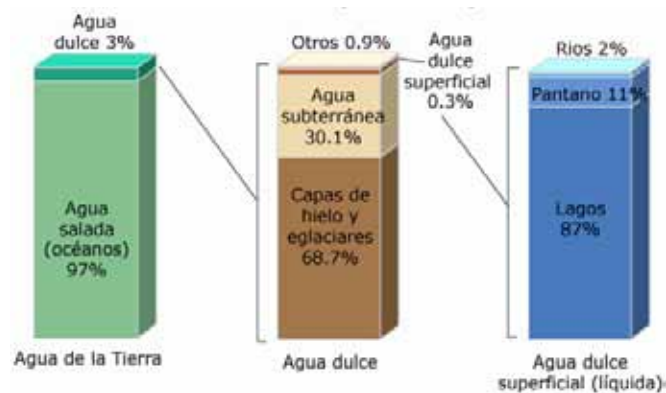 Agua
dulce 3%
Agua
salada
(océanos)
97%
Agua de la Tierra
Otros 0.9%
Agua
subterránea
30.1%
Capas de
hielo y
eglaciares
68.7%
Agua dulce
Agua
dulce
superficial
0.3%
Rios 2%
Pantano 11%
Lagos
87%
Agua dulce
superficial (líquida)